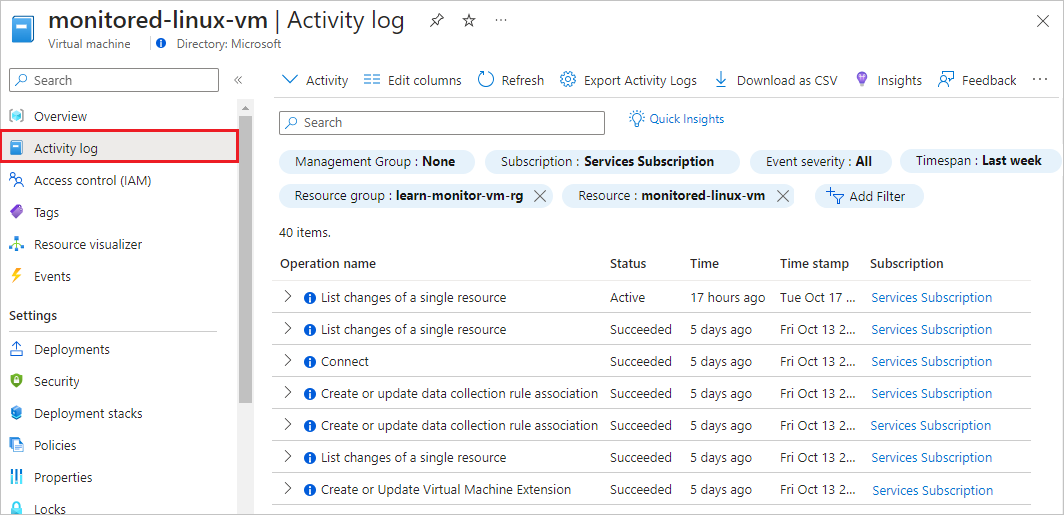 monitored-linux-vm | Activity log
Virtual machine
Directory: Microsoft
Search
Overview
Activity log
Access control (IAM)
Tags
Resource visualizer
Events
Settings
Deployments
Security
Deployment stacks
Policies
Properties
Locks
Activity Edit columns Refresh Export Activity Logs Download as CSV Insights Feedback
Search Quick Insights
Management Group : None Subscription : Services Subscription Event severity : All Timespan : Last week
Resource group : learn-monitor-vm-rg Resource : monitored-linux-vm Add Filter
40 items.
Operation name Status Time Time stamp Subscription
List changes of a single resource Active 17 hours ago Tue Oct 17 ... Services Subscription
List changes of a single resource Succeeded 5 days ago Fri Oct 13 2... Services Subscription
Connect Succeeded 5 days ago Fri Oct 13 2... Services Subscription
Create or update data collection rule association Succeeded 5 days ago Fri Oct 13 2... Services Subscription
Create or update data collection rule association Succeeded 5 days ago Fri Oct 13 2... Services Subscription
List changes of a single resource Succeeded 5 days ago Fri Oct 13 2... Services Subscription
Create or Update Virtual Machine Extension Succeeded 5 days ago Fri Oct 13 2... Services Subscription